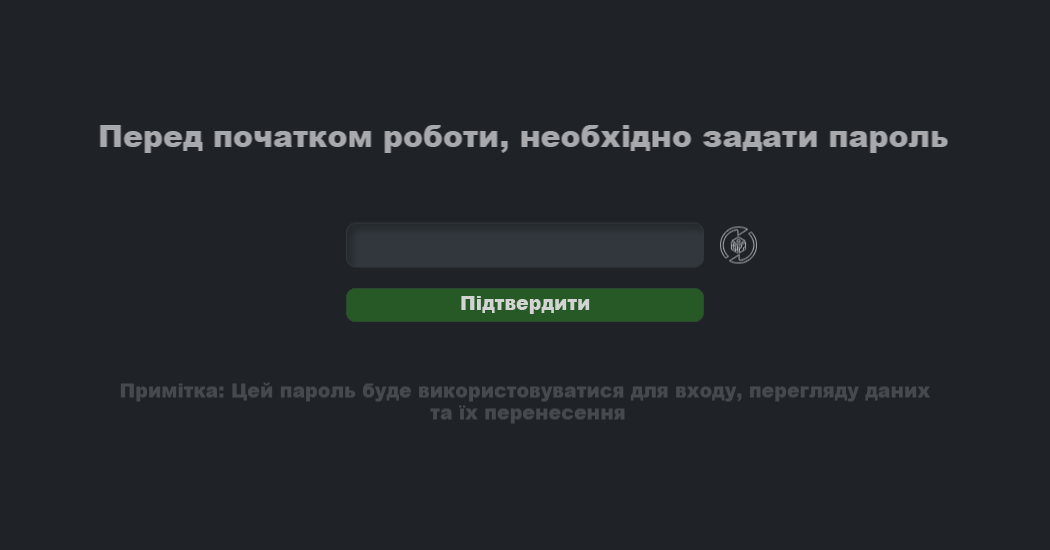 Перед початком роботи, необхідно задати пароль
Підтвердити
Примітка: Цей пароль буде використовуватися для входу, перегляду даних
та їх перенесення